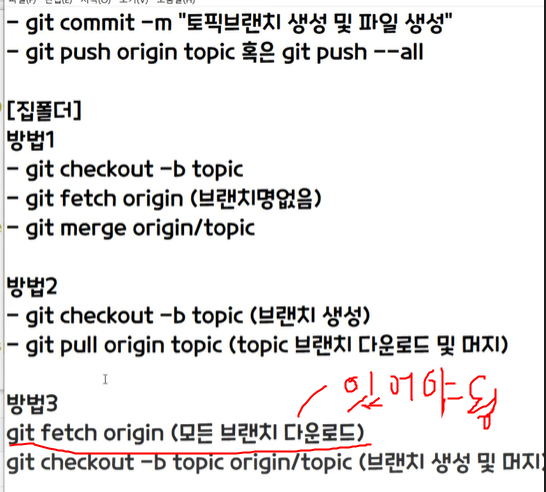 - git commit -m "토픽브랜치 생성 및 파일 생성"
- git push origin topic 혹은 git push --all
[집폴더]
방법1
- git checkout -b topic
- git fetch origin (브랜치명없음)
- git merge origin/topic
방법2
- git checkout -b topic (브랜치 생성)
- git pull origin topic (topic 브랜치 다운로드 및 머지)
있어야됨
방법3
git fetch origin (모든 브랜치 다운로드)
git checkout -b topic origin/topic (브랜치 생성 및 머지)